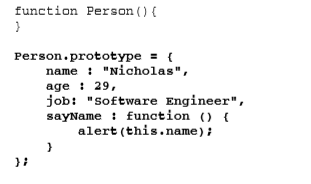 function Person(){
}
Person.prototype = {
name : "Nicholas",
age : 29,
job: "Software Engineer",
sayName : function () {
alert(this.name);
}
};